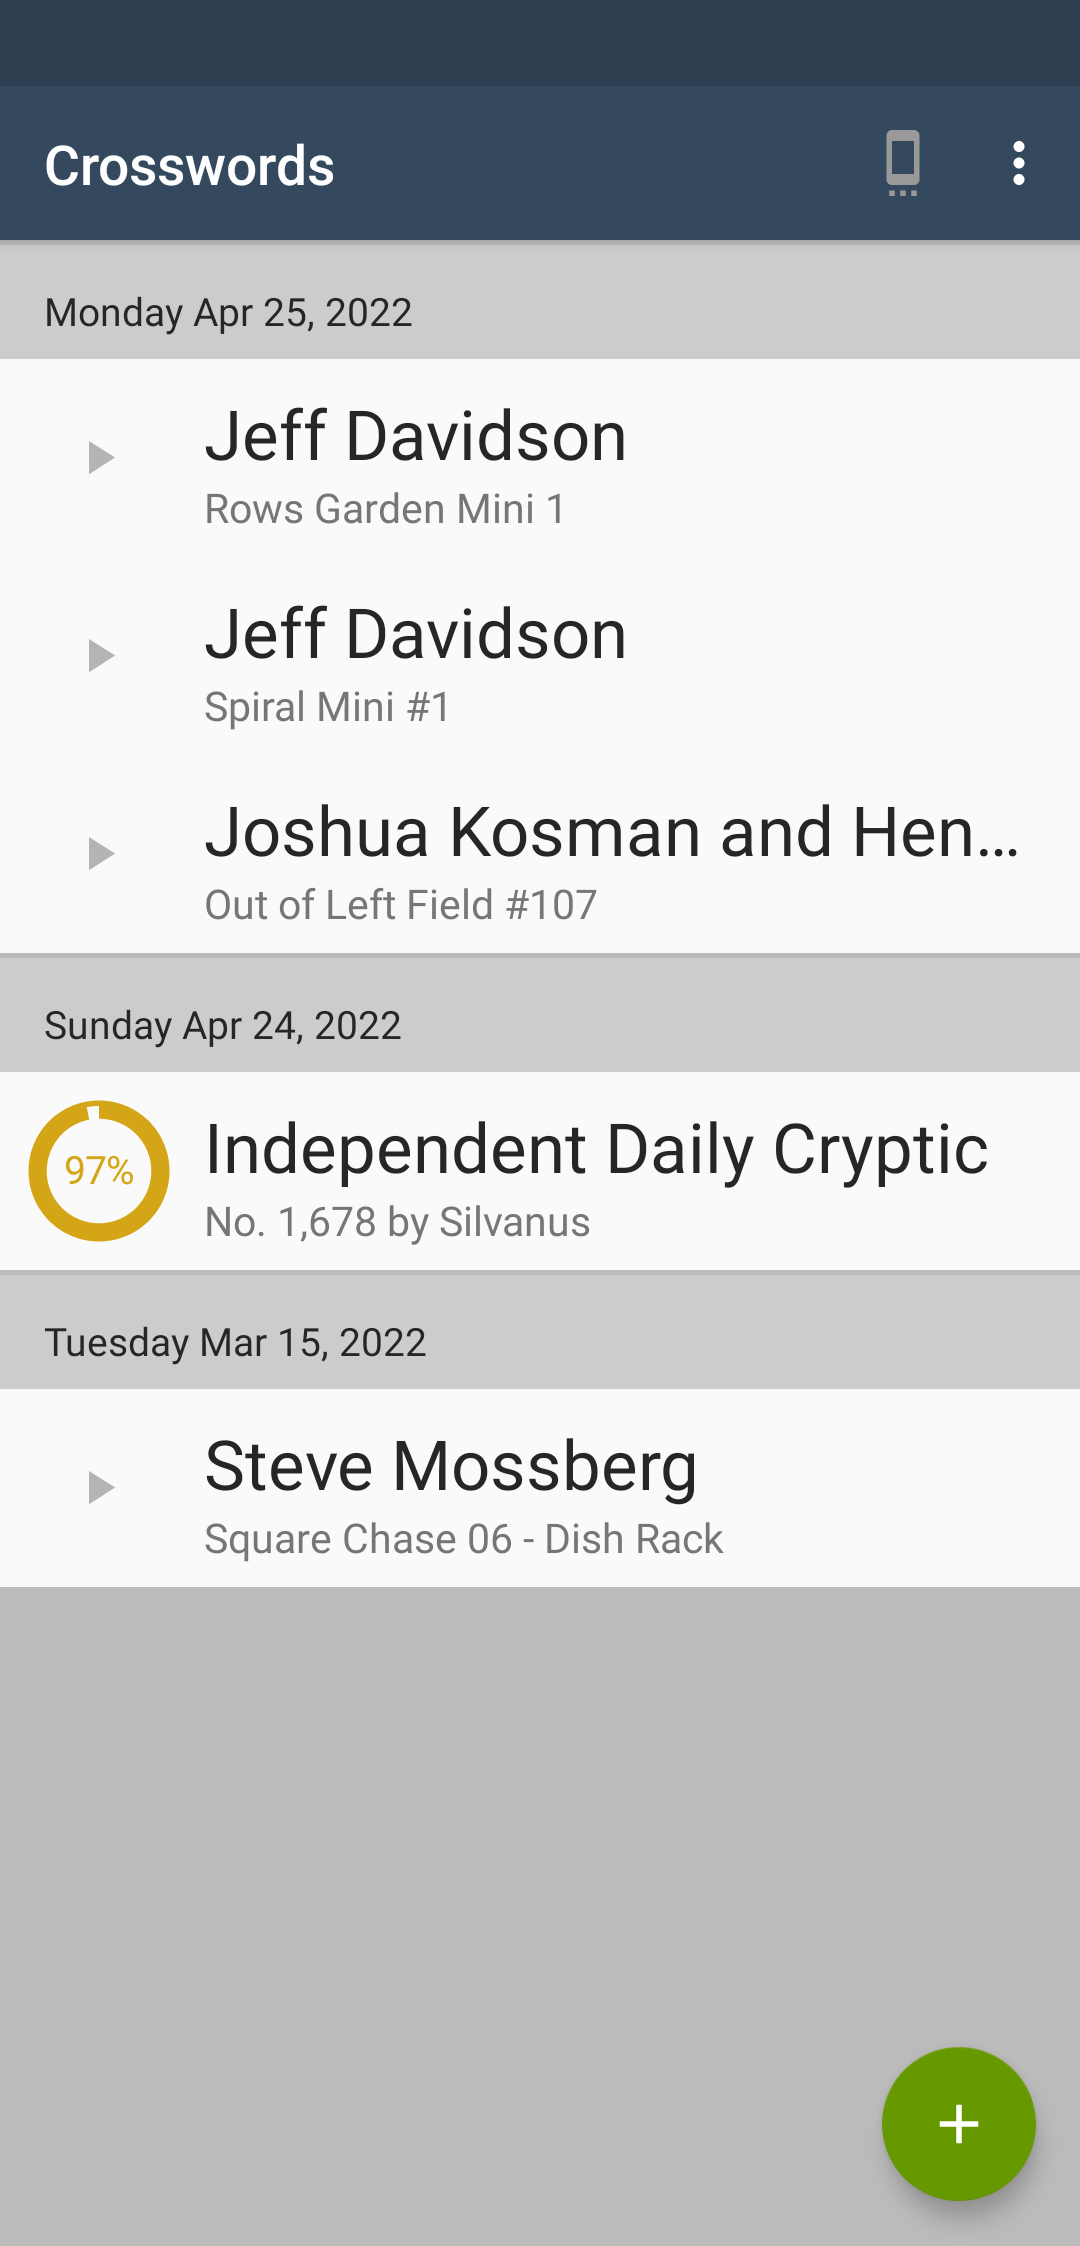 Crosswords
Monday Apr 25, 2022
Jeff Davidson
Rows Garden Mini 1
Jeff Davidson
Spiral Mini #1
Joshua Kosman and Hen...
Out of Left Field #107
Sunday Apr 24, 2022
97%
Independent Daily Cryptic
No. 1,678 by Silvanus
Tuesday Mar 15, 2022
Steve Mossberg
Square Chase 06 - Dish Rack